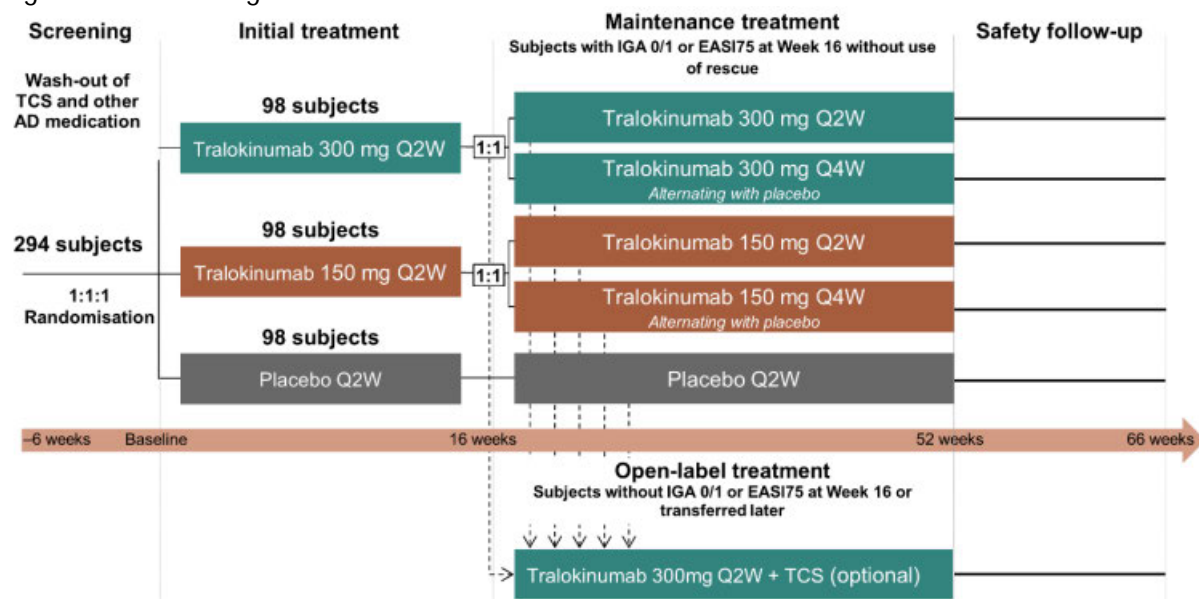 Screening
Initial treatment
Maintenance treatment
Safety follow-up
Subjects with IGA 0/1 or EASI75 at Week 16 without use
of rescue
Wash-out of
TCS and other
AD medication
98 subjects
Tralokinumab 300 mg Q2W
1:1
Tralokinumab 300 mg Q2W
Tralokinumab 300 mg Q4W
Alternating with placebo
294 subjects
1:1:1
Randomisation
98 subjects
Tralokinumab 150 mg Q2W
1:1
Tralokinumab 150 mg Q2W
Tralokinumab 150 mg Q4W
Alternating with placebo
98 subjects
Placebo Q2W
Placebo Q2W
–6 weeks
Baseline
16 weeks
52 weeks
66 weeks
Open-label treatment
Subjects without IGA 0/1 or EASI75 at Week 16 or
transferred later
Tralokinumab 300mg Q2W + TCS (optional)